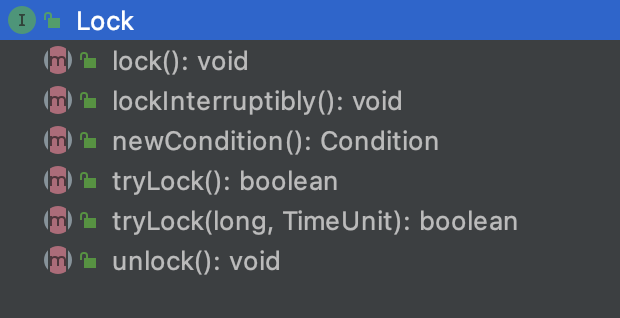 I Lock
m lock(): void
m lockInterruptibly(): void
m newCondition(): Condition
m tryLock(): boolean
m tryLock(long, TimeUnit): boolean
m unlock(): void